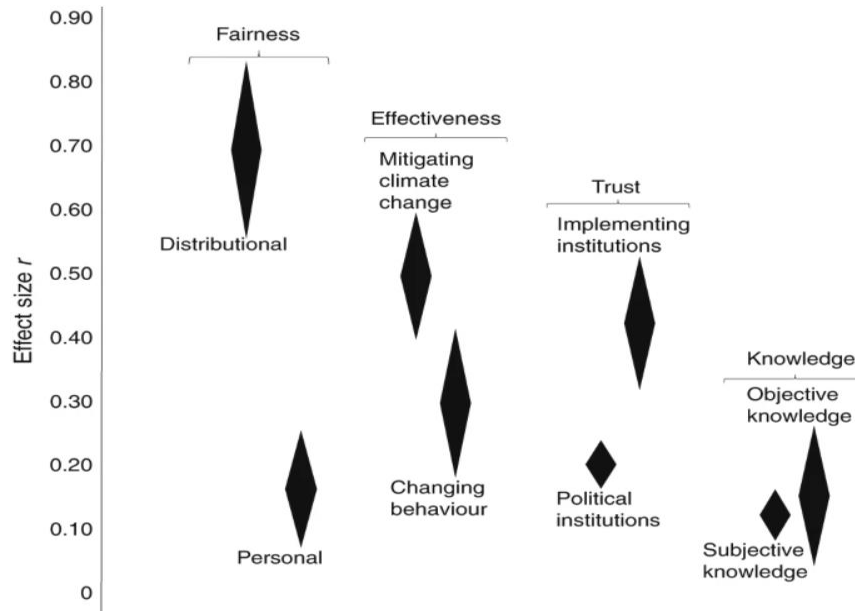 0.90
0.80
0.70
0.60
0.50
0.40
0.30
0.20
0.10
0
Effect size r
Fairness
Distributional
Personal
Effectiveness
Mitigating
climate
change
Changing
behaviour
Trust
Implementing
institutions
Political
institutions
Knowledge
Objective
knowledge
Subjective
knowledge